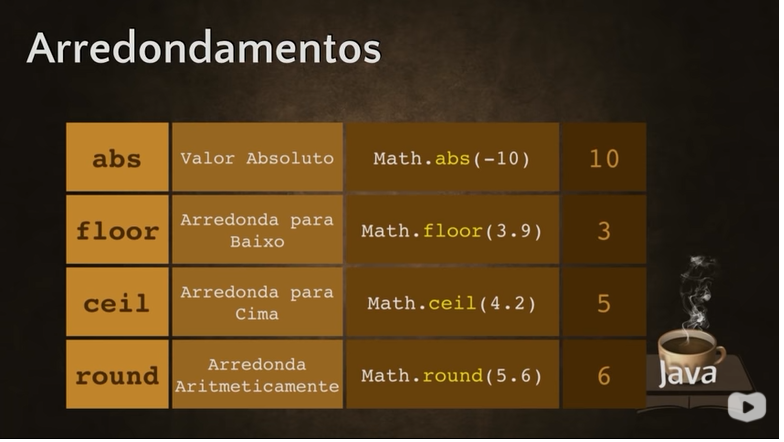 Arredondamentos
abs
Valor Absoluto
Math.abs(-10)
10
floor
Arredonda para
Baixo
Math.floor(3.9)
3
ceil
Arredonda para
Cima
Math.ceil(4.2)
5
round
Arredonda
Aritmeticamente
Math.round(5.6)
6
Java